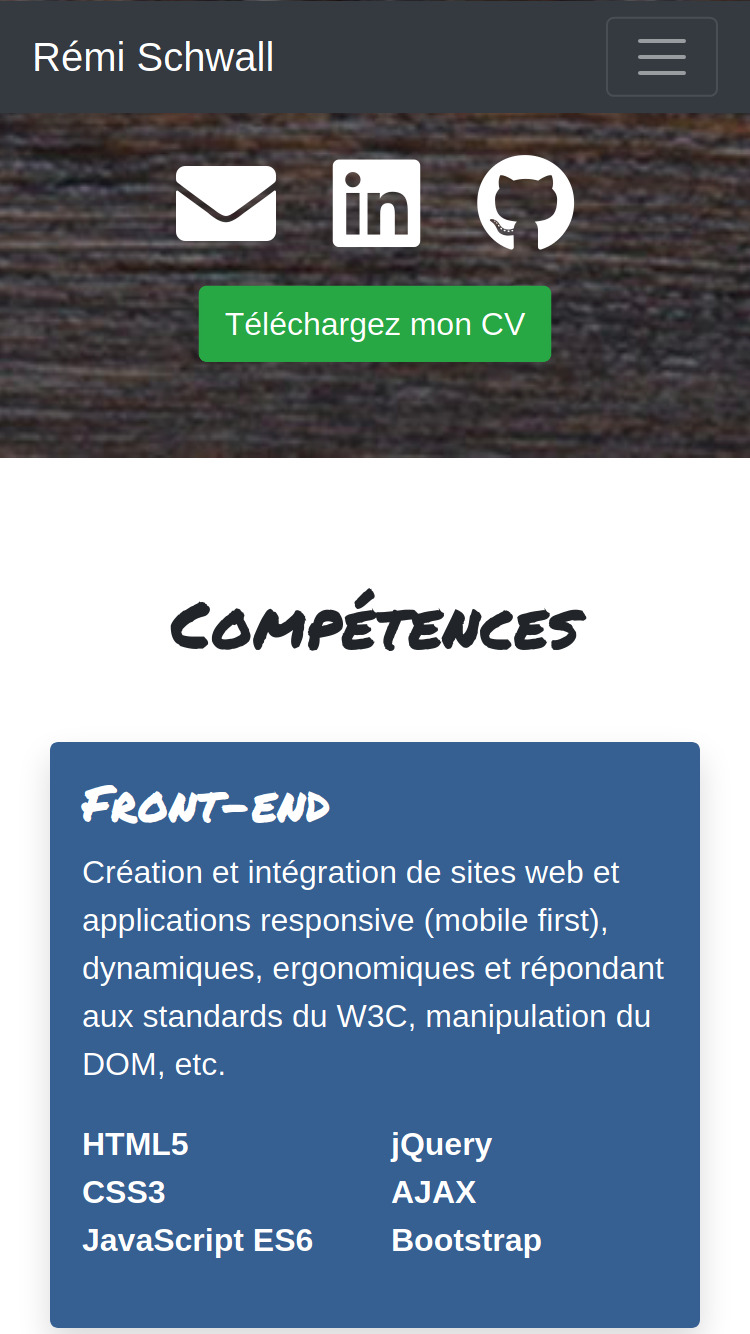 Rémi Schwall
in
Téléchargez mon CV
Compétences
Front-end
Création et intégration de sites web et
applications responsive (mobile first),
dynamiques, ergonomiques et répondant
aux standards du W3C, manipulation du
DOM, etc.
HTML5
CSS3
JavaScript ES6
jQuery
AJAX
Bootstrap